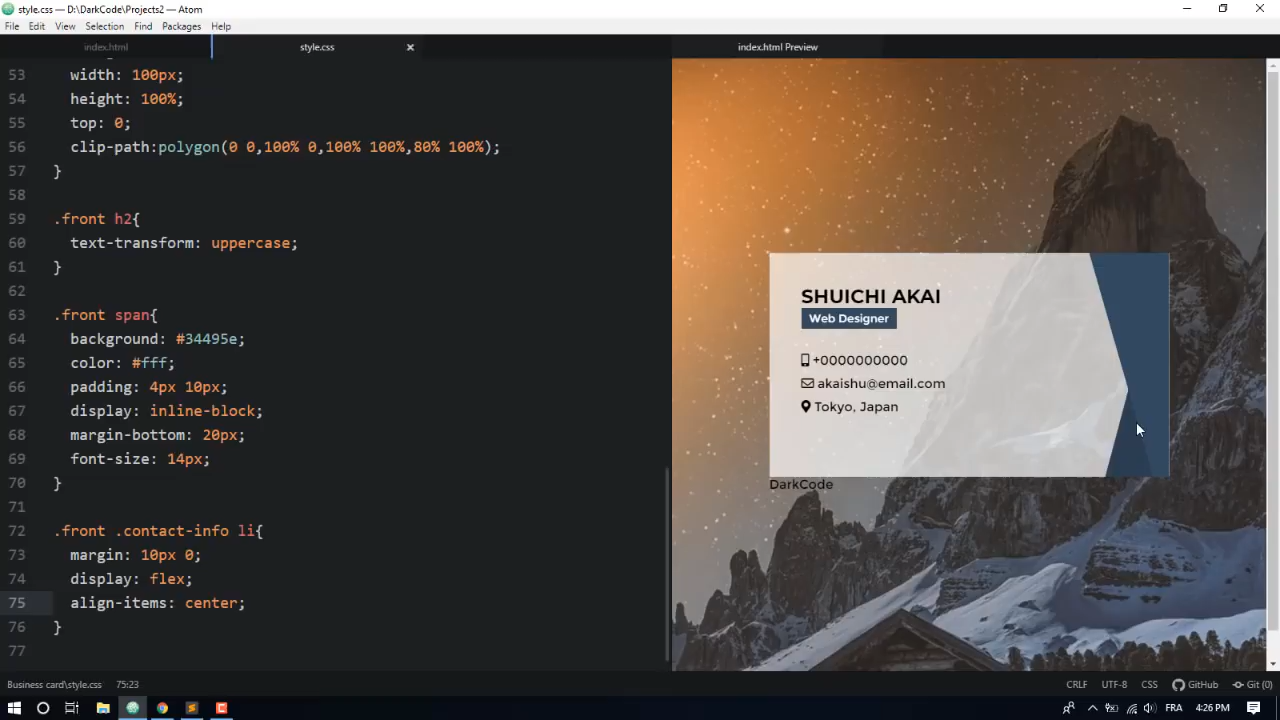 style.css — D:\DarkCode\Projects2 — Atom
File Edit View Selection Find Packages Help
index.html style.css index.html Preview
53 width: 100px;
54 height: 100%;
55 top: 0;
56 clip-path:polygon(0 0,100% 0,100% 100%,80% 100%);
57 }
58
59 .front h2{
60 text-transform: uppercase;
61 }
62
63 .front span{
64 background: #34495e;
65 color: #fff;
66 padding: 4px 10px;
67 display: inline-block;
68 margin-bottom: 20px;
69 font-size: 14px;
70 }
71
72 .front .contact-info li{
73 margin: 10px 0;
74 display: flex;
75 align-items: center;
76 }
77
SHUICHI AKAI
Web Designer
+0000000000
akaishu@email.com
Tokyo, Japan
DarkCode
Business card\style.css 75:23 CRLF UTF-8 CSS GitHub Git (0)
FRA 4:26 PM